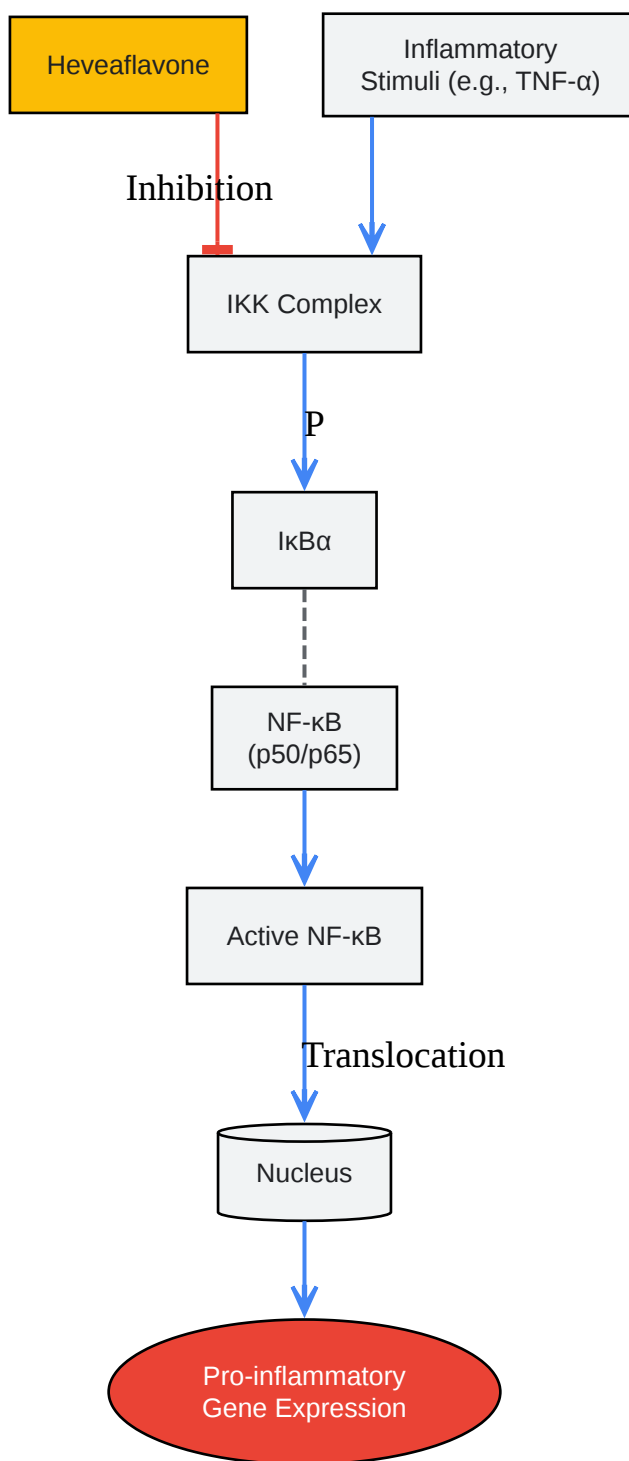 Heveaflavone
Inflammatory
Stimuli (e.g., TNF-α)
Inhibition
IKK Complex
P
IκBα
NF-κB
(p50/p65)
Active NF-κB
Translocation
Nucleus
Pro-inflammatory
Gene Expression